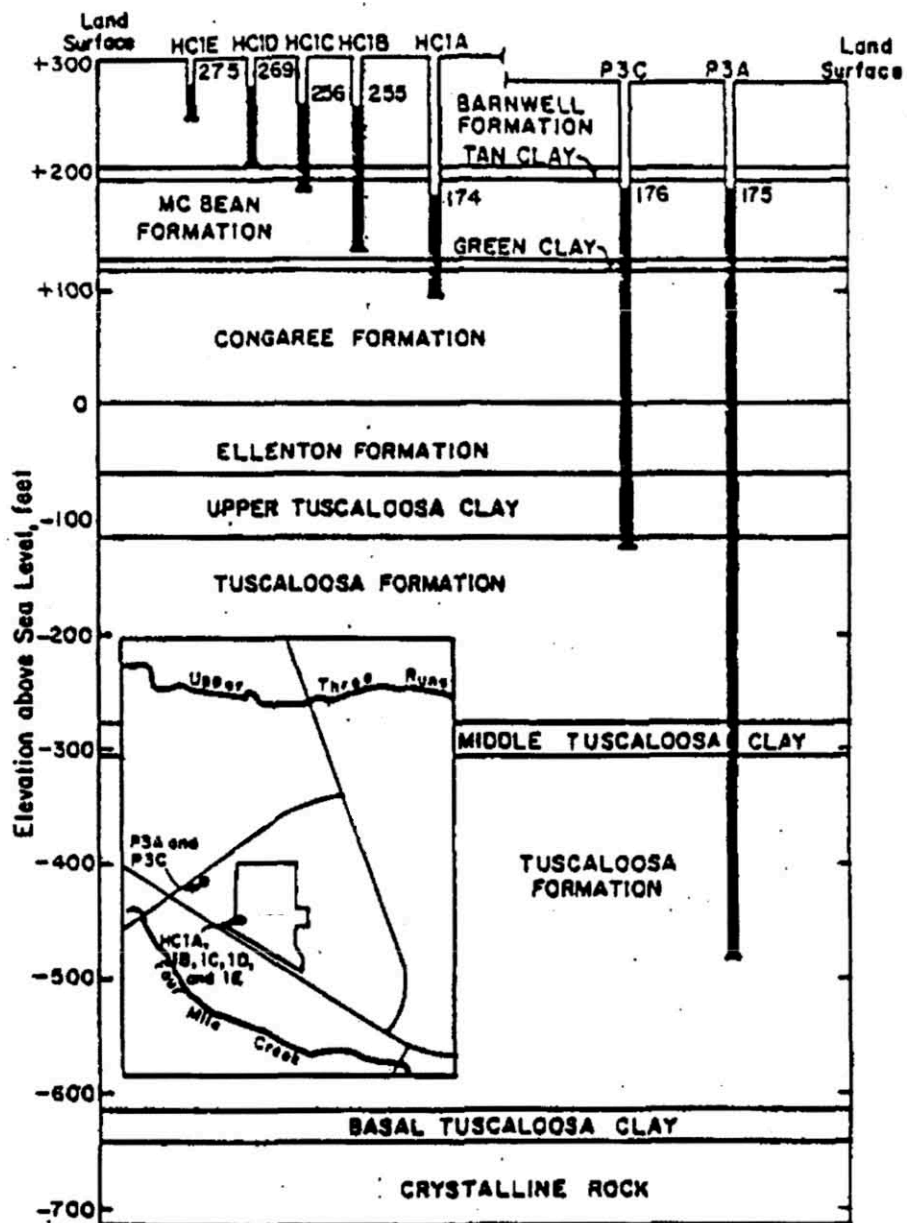 Land
Surface
HC1E HC1D HC1C HC1B HC1A
P3C P3A
Land
Surface
+300
275
269
256
255
BARNWELL
FORMATION
TAN CLAY
+200
174
176
175
MC BEAN
FORMATION
GREEN CLAY
+100
CONGAREE FORMATION
0
ELLENTON FORMATION
UPPER TUSCALOOSA CLAY
-100
TUSCALOOSA FORMATION
-200
Upper Three Runs
MIDDLE TUSCALOOSA CLAY
-300
P3A and
P3C
-400
TUSCALOOSA
FORMATION
HC1A,
1B, 1C, 1D,
and 1E
-500
Four Mile Creek
-600
BASAL TUSCALOOSA CLAY
CRYSTALLINE ROCK
-700
Elevation above Sea Level, feet